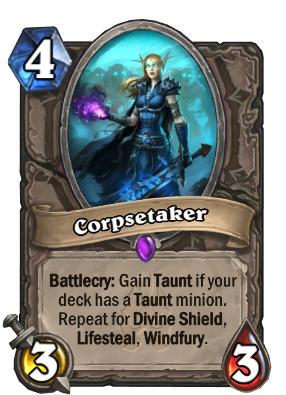 4
Corpsetaker
Battlecry: Gain Taunt if your
deck has a Taunt minion.
Repeat for Divine Shield,
Lifesteal, Windfury.
3 3